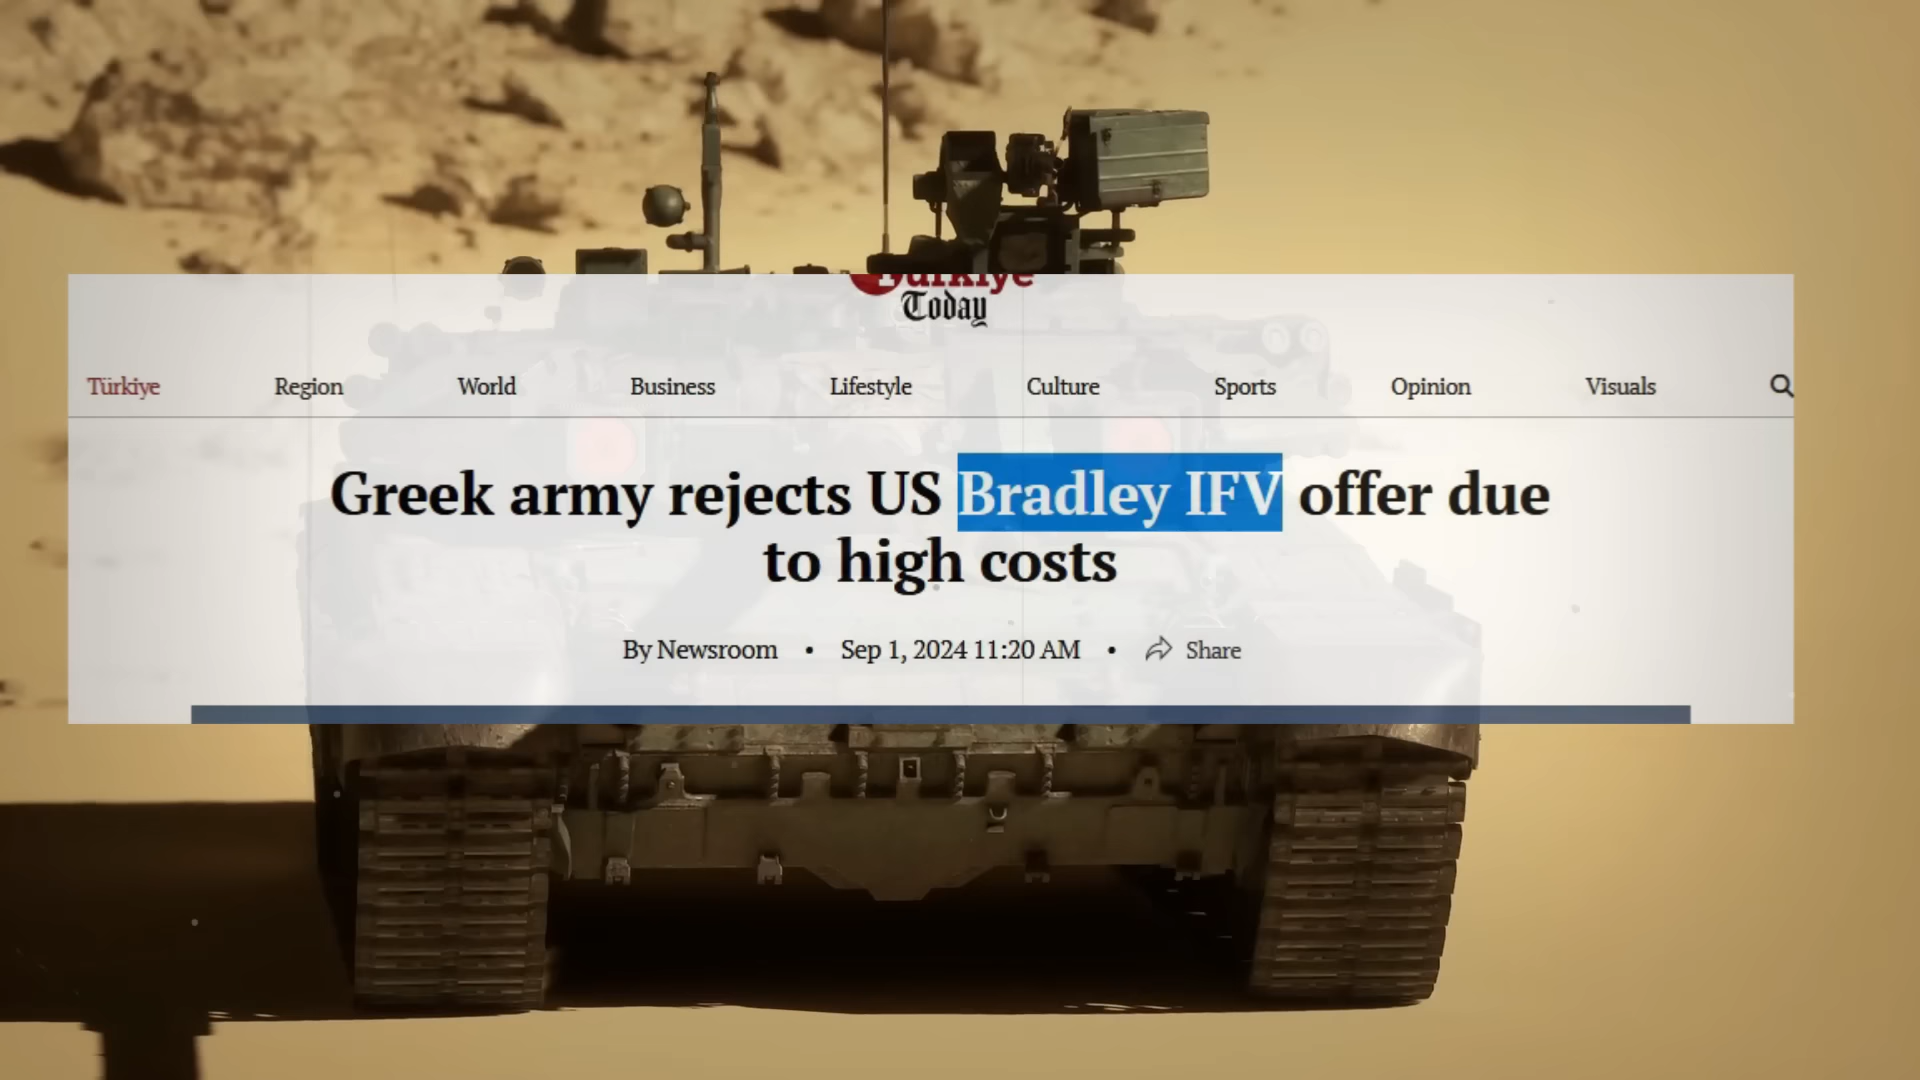 Türkiye
Today
Türkiye Region World Business Lifestyle Culture Sports Opinion Visuals
Greek army rejects US Bradley IFV offer due
to high costs
By Newsroom • Sep 1, 2024 11:20 AM • Share